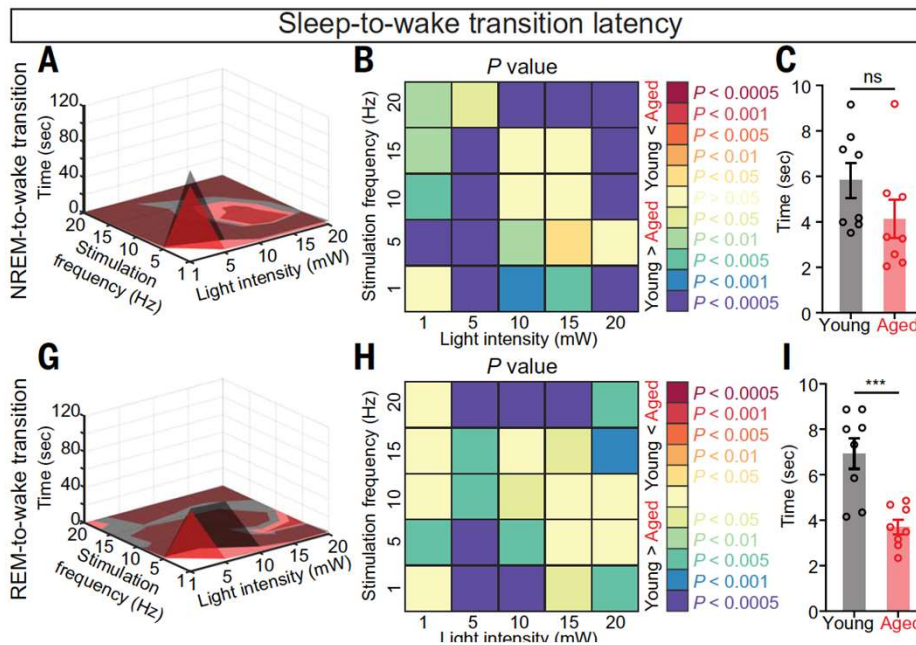 Sleep-to-wake transition latency
A
NREM-to-wake transition
Time (sec)
120
80
40
0
20
15
10
5
1
Stimulation
frequency (Hz)
1
5
10
15
20
Light intensity (mW)
B
P value
Stimulation frequency (Hz)
20
15
10
5
1
1
5
10
15
20
Light intensity (mW)
Young < Aged
Young > Aged
P < 0.0005
P < 0.001
P < 0.005
P < 0.01
P < 0.05
P > 0.05
P < 0.05
P < 0.01
P < 0.005
P < 0.001
P < 0.0005
C
ns
Time (sec)
10
8
6
4
2
0
Young
Aged
G
REM-to-wake transition
Time (sec)
120
80
40
0
20
15
10
5
1
Stimulation
frequency (Hz)
1
5
10
15
20
Light intensity (mW)
H
P value
Stimulation frequency (Hz)
20
15
10
5
1
1
5
10
15
20
Light intensity (mW)
Young < Aged
Young > Aged
P < 0.0005
P < 0.001
P < 0.005
P < 0.01
P < 0.05
P < 0.05
P < 0.01
P < 0.005
P < 0.001
P < 0.0005
I
***
Time (sec)
10
8
6
4
2
0
Young
Aged